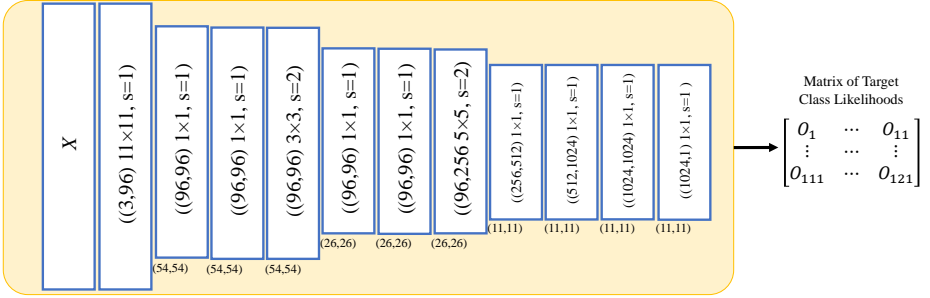 X
((3,96) 11×11, s=1)
((96,96) 1×1, s=1)
((96,96) 1×1, s=1)
((96,96) 3×3, s=2)
((96,96) 1×1, s=1)
((96,96) 1×1, s=1)
((96,256 5×5, s=2)
((256,512) 1×1, s=1)
((512,1024) 1×1, s=1)
((1024,1024) 1×1, s=1)
((1024,1) 1×1, s=1 )
(54,54) (54,54) (54,54)
(26,26) (26,26) (26,26)
(11,11) (11,11) (11,11) (11,11)
Matrix of Target
Class Likelihoods
O₁ ⋯ O₁₁
⋮ ⋯ ⋮
O₁₁₁ ⋯ O₁₂₁